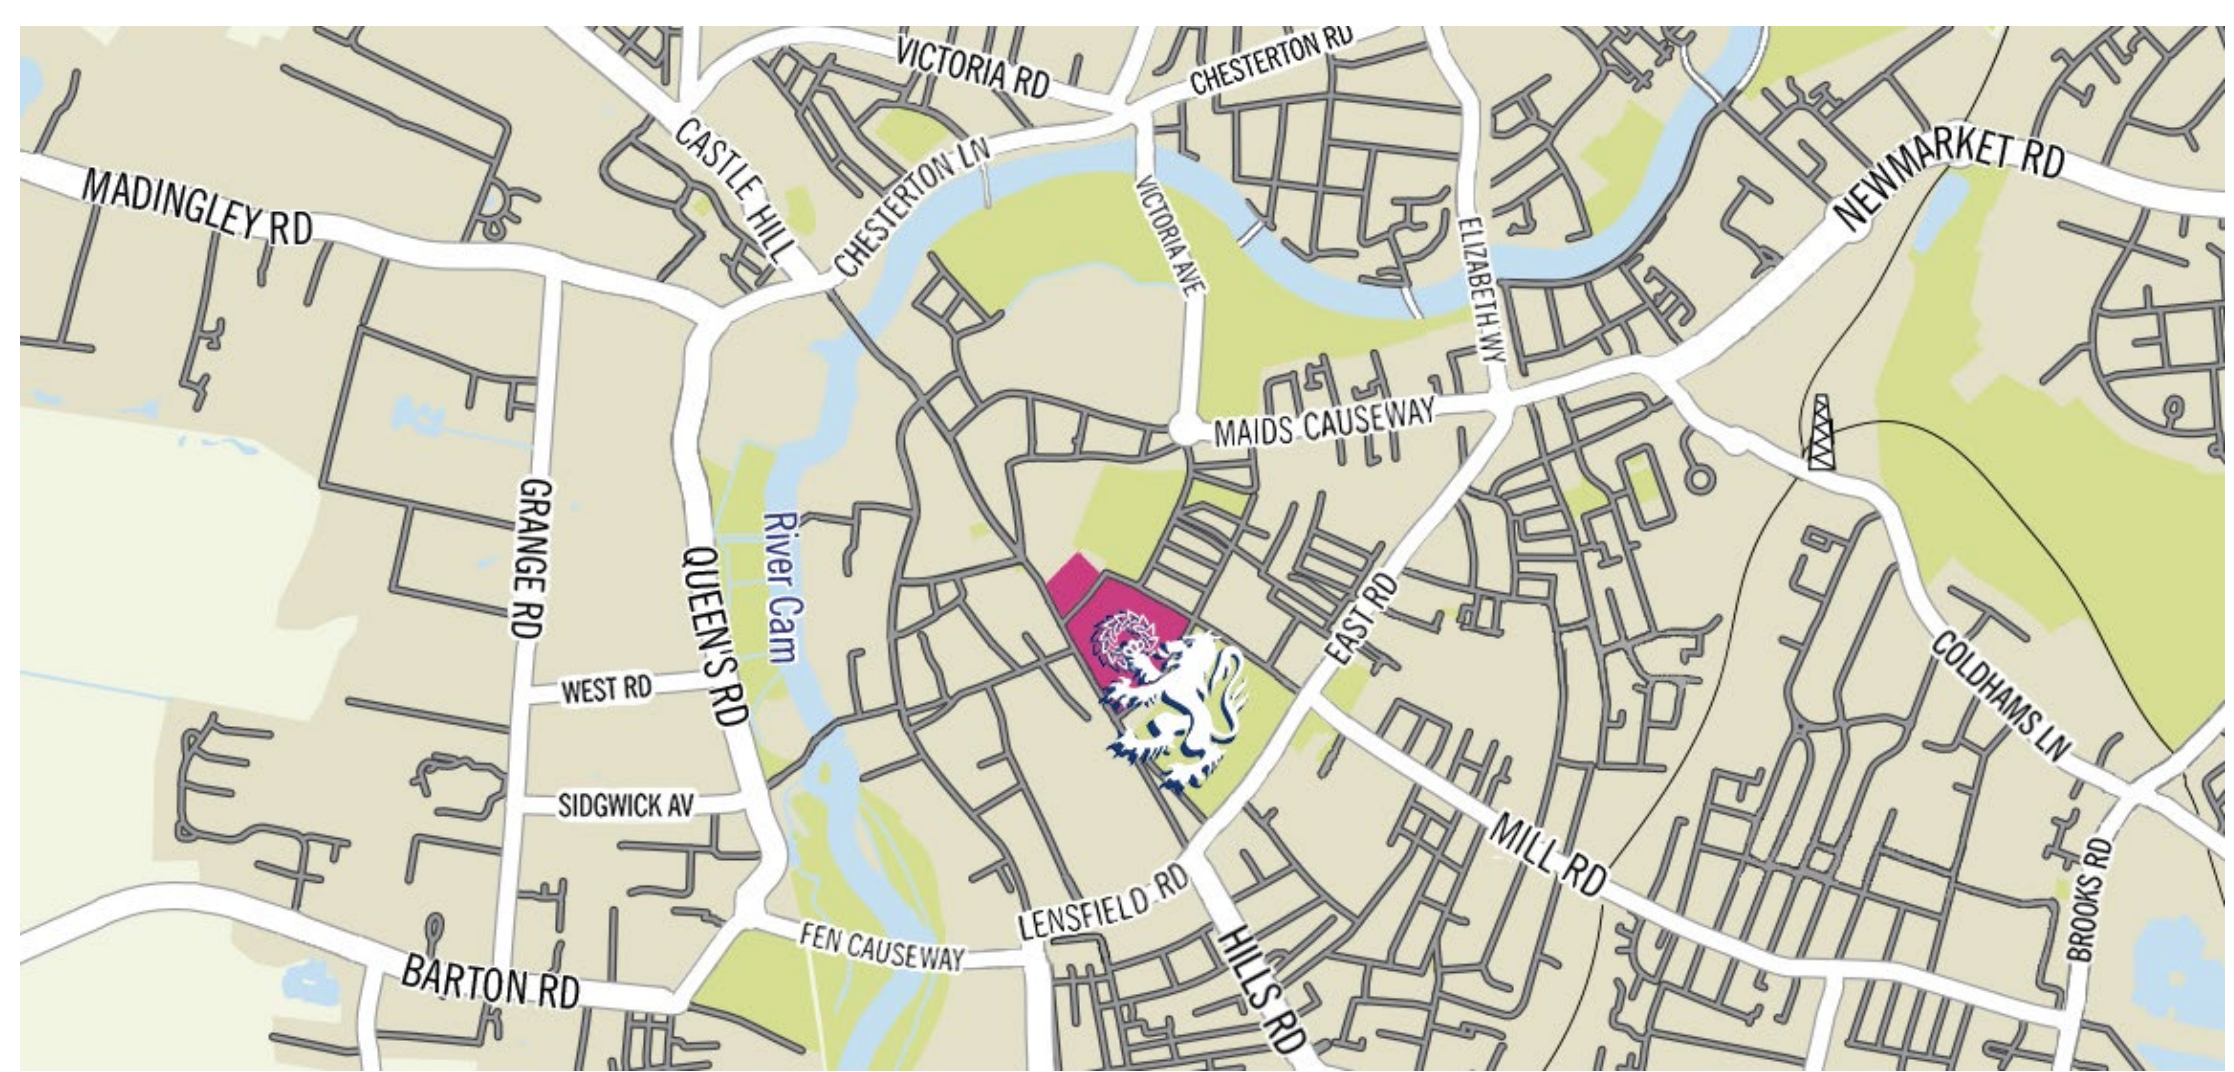 VICTORIA RD
CHESTERTON RD
CASTLE HILL
CHESTERTON LN
MADINGLEY RD
VICTORIA AVE
ELIZABETH WY
NEWMARKET RD
MAIDS CAUSEWAY
GRANGE RD
QUEEN'S RD
River Cam
EAST RD
WEST RD
COLDHAMS LN
SIDGWICK AV
MILL RD
BROOKS RD
LENSFIELD RD
FEN CAUSEWAY
BARTON RD
HILLS RD